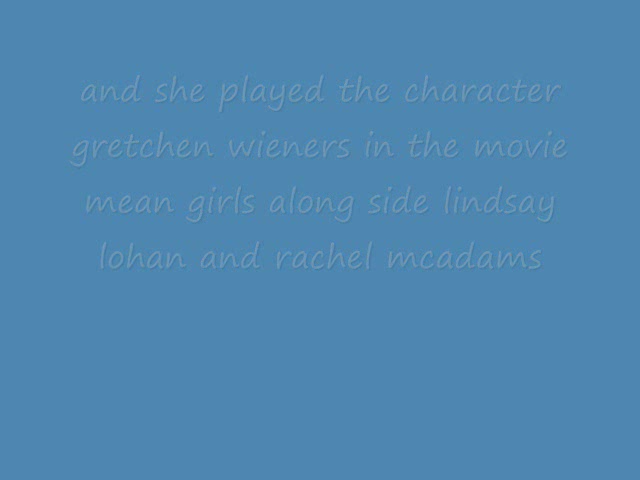 and she played the character
gretchen wieners in the movie
mean girls along side lindsay
lohan and rachel mcadams